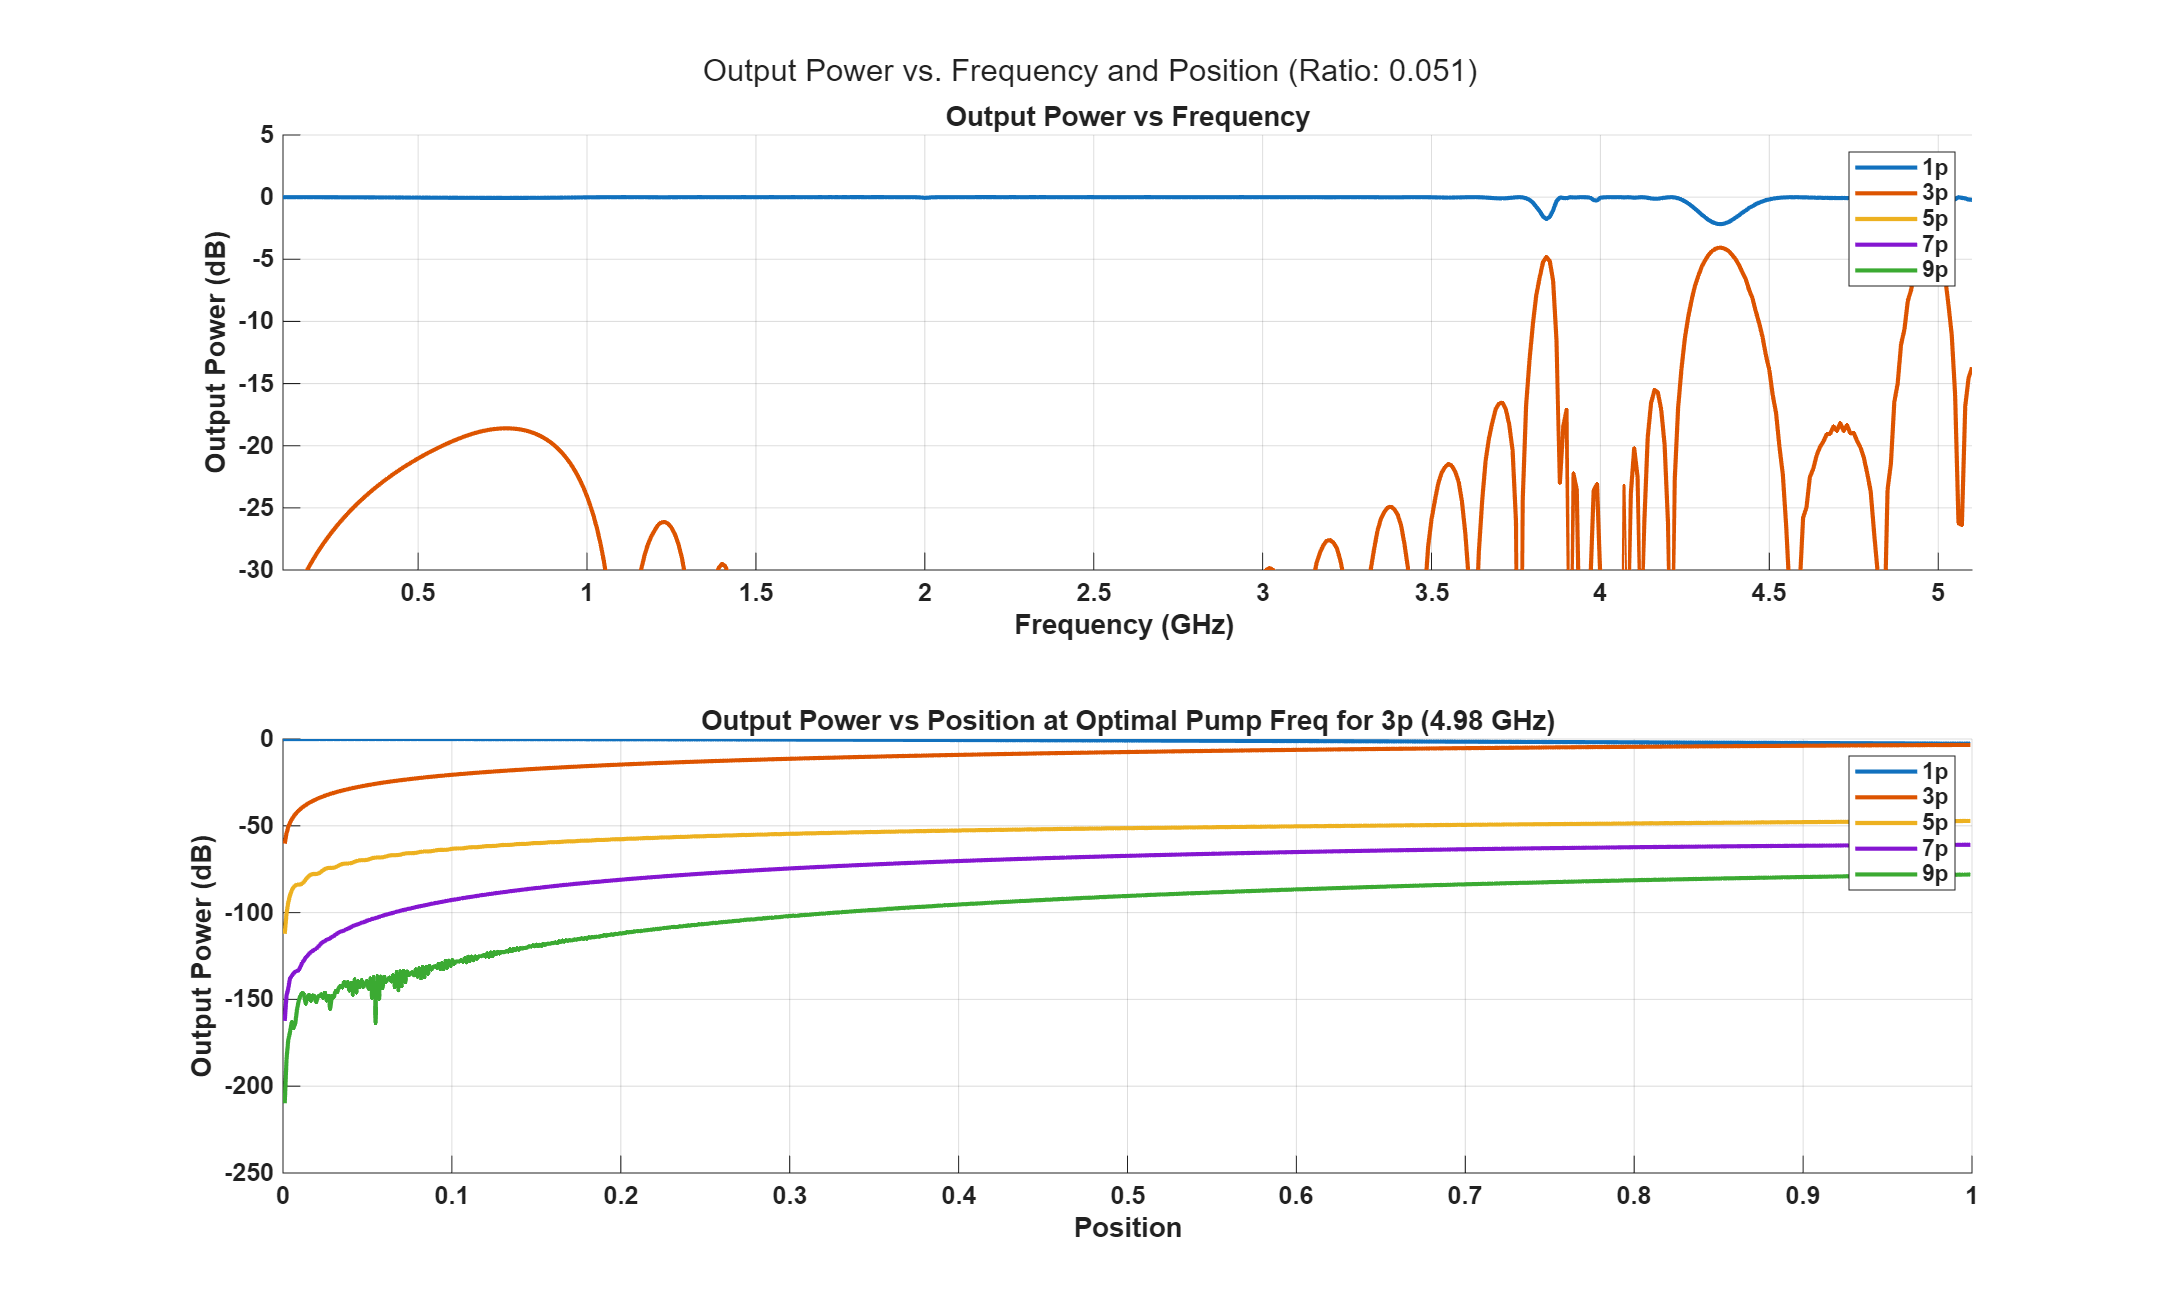 Output Power vs. Frequency and Position (Ratio: 0.051)
Output Power vs Frequency
5
0
-5
-10
-15
-20
-25
-30
Output Power (dB)
1p
3p
5p
7p
9p
0.5 1 1.5 2 2.5 3 3.5 4 4.5 5
Frequency (GHz)
Output Power vs Position at Optimal Pump Freq for 3p (4.98 GHz)
0
-50
-100
-150
-200
-250
Output Power (dB)
1p
3p
5p
7p
9p
0 0.1 0.2 0.3 0.4 0.5 0.6 0.7 0.8 0.9 1
Position